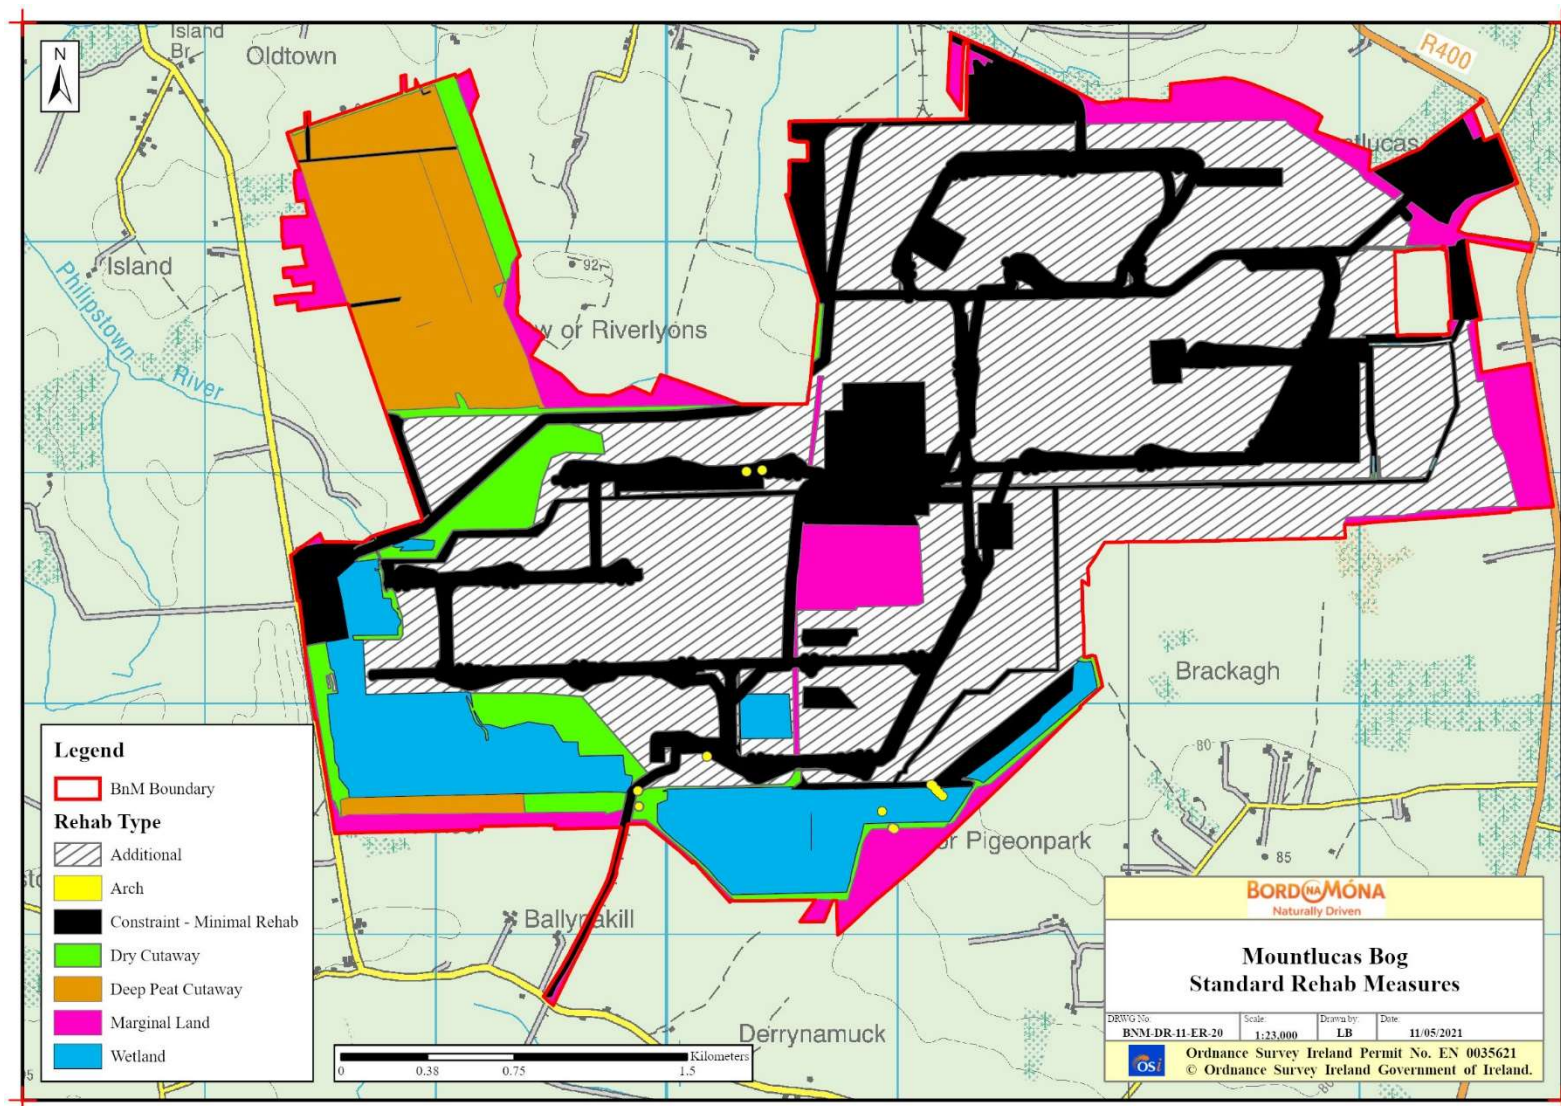 Island
Br
Oldtown
N
R400
tlucas
Island
92
w or Riverlyons
Philipstown
River
Brackagh
80
or Pigeonpark
85
Ballynakill
Derrynamuck
80
Legend
BnM Boundary
Rehab Type
Additional
Arch
Constraint - Minimal Rehab
Dry Cutaway
Deep Peat Cutaway
Marginal Land
Wetland
Kilometers
0 0.38 0.75 1.5
BORD NA MÓNA
Naturally Driven
Mountlucas Bog
Standard Rehab Measures
DRWG No: Scale: Drawn by: Date:
BNM-DR-11-ER-20 1:23,000 LB 11/05/2021
OSi
Ordnance Survey Ireland Permit No. EN 0035621
© Ordnance Survey Ireland Government of Ireland.